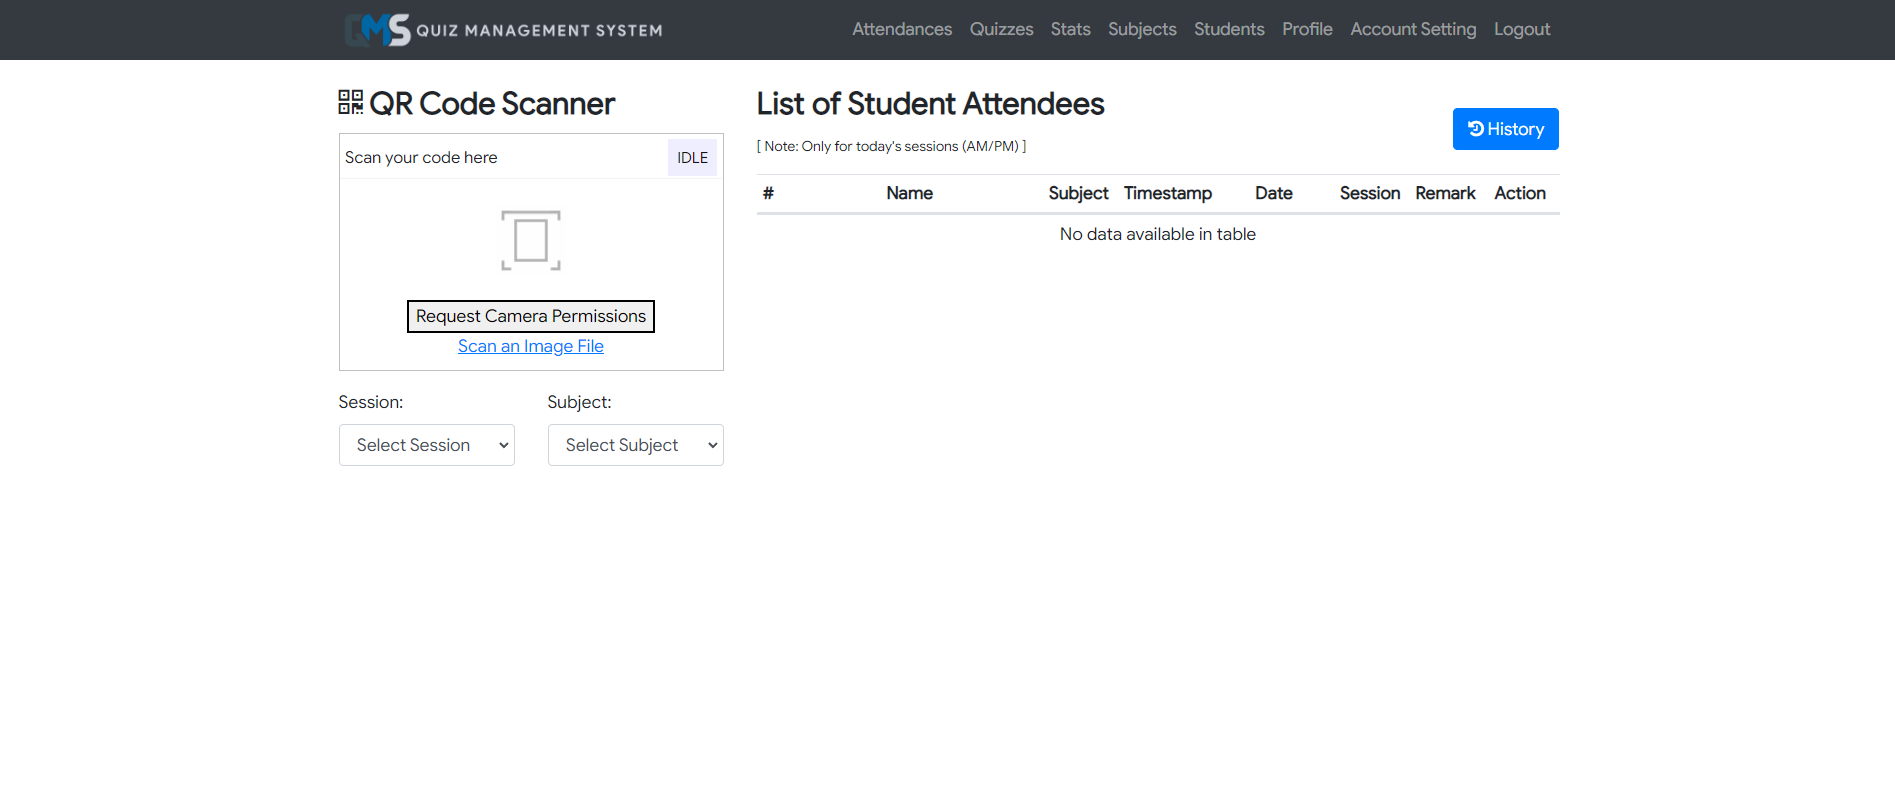 QMS QUIZ MANAGEMENT SYSTEM
Attendances Quizzes Stats Subjects Students Profile Account Setting Logout
QR Code Scanner
Scan your code here IDLE
Request Camera Permissions
Scan an Image File
Session: Subject:
Select Session Select Subject
List of Student Attendees
[ Note: Only for today's sessions (AM/PM) ]
History
# Name Subject Timestamp Date Session Remark Action
No data available in table